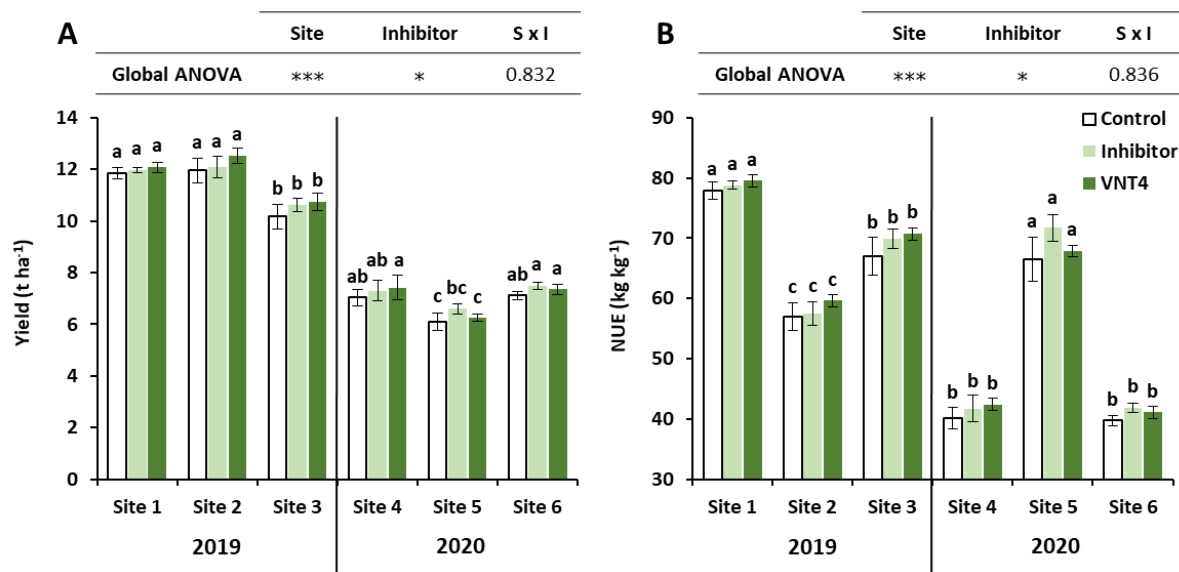 A
Site Inhibitor S x I
Global ANOVA *** * 0.832
Yield (t ha⁻¹)
14
12
10
8
6
4
2
0
a a a
a a a
b b b
ab ab a
c bc c
ab a a
Site 1 Site 2 Site 3 Site 4 Site 5 Site 6
2019 2020
B
Site Inhibitor S x I
Global ANOVA *** * 0.836
NUE (kg kg⁻¹)
90
80
70
60
50
40
30
Control
Inhibitor
VNT4
a a a
c c c
b b b
b b b
a a a
b b b
Site 1 Site 2 Site 3 Site 4 Site 5 Site 6
2019 2020